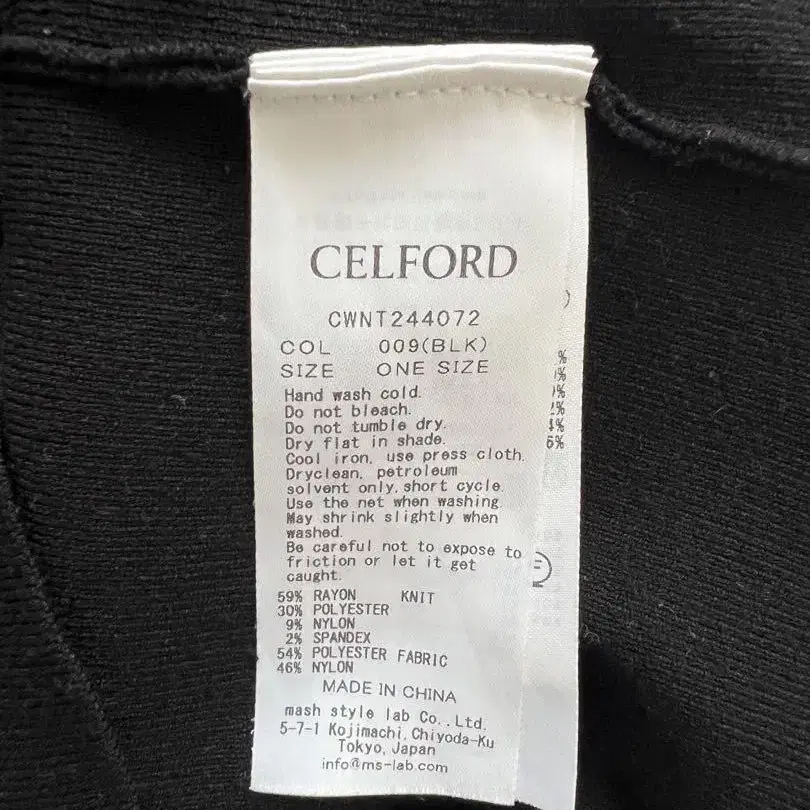 CELFORD
CWNT244072
COL 009(BLK)
SIZE ONE SIZE
Hand wash cold.
Do not bleach.
Do not tumble dry.
Dry flat in shade.
Cool iron, use press cloth.
Dryclean, petroleum
solvent only, short cycle.
Use the net when washing.
May shrink slightly when
washed.
Be careful not to expose to
friction or let it get
caught.
59% RAYON KNIT
30% POLYESTER
9% NYLON
2% SPANDEX
54% POLYESTER FABRIC
46% NYLON
MADE IN CHINA
mash style lab Co., Ltd.
5-7-1 Kojimachi, Chiyoda-Ku
Tokyo, Japan
info@ms-lab.com